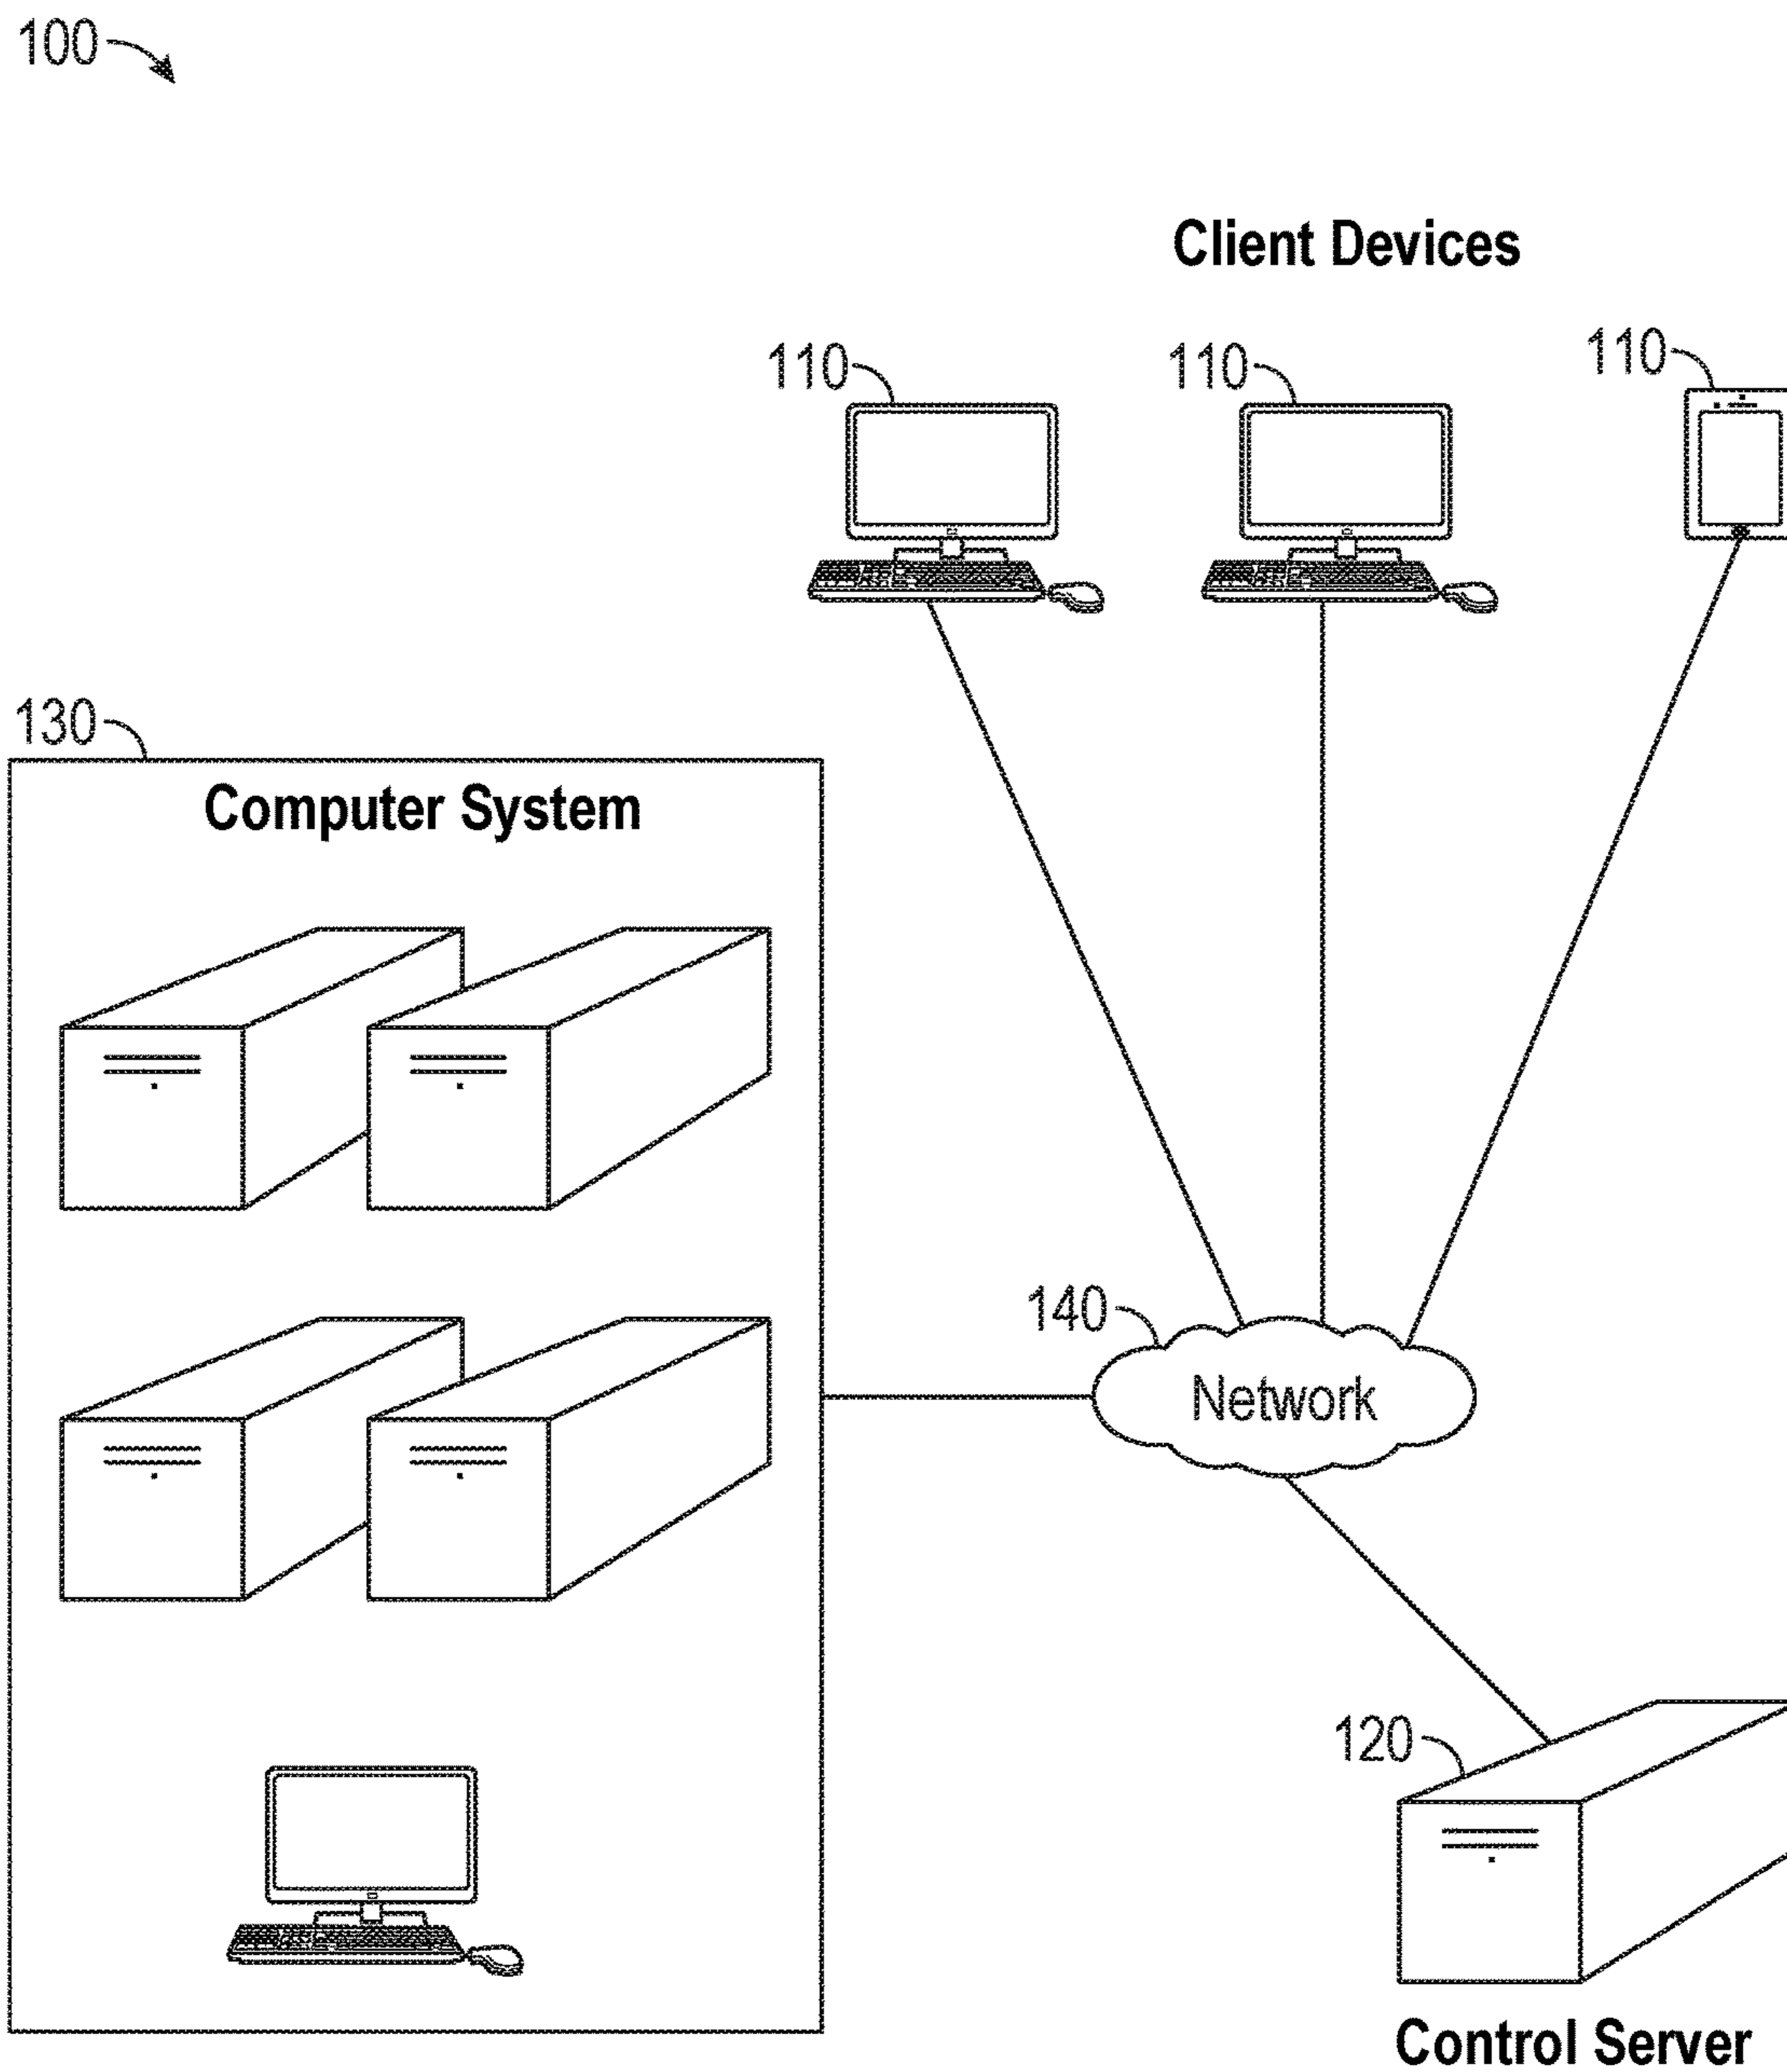 100
Client Devices
110
110
110
130
Computer System
140
Network
120
Control Server